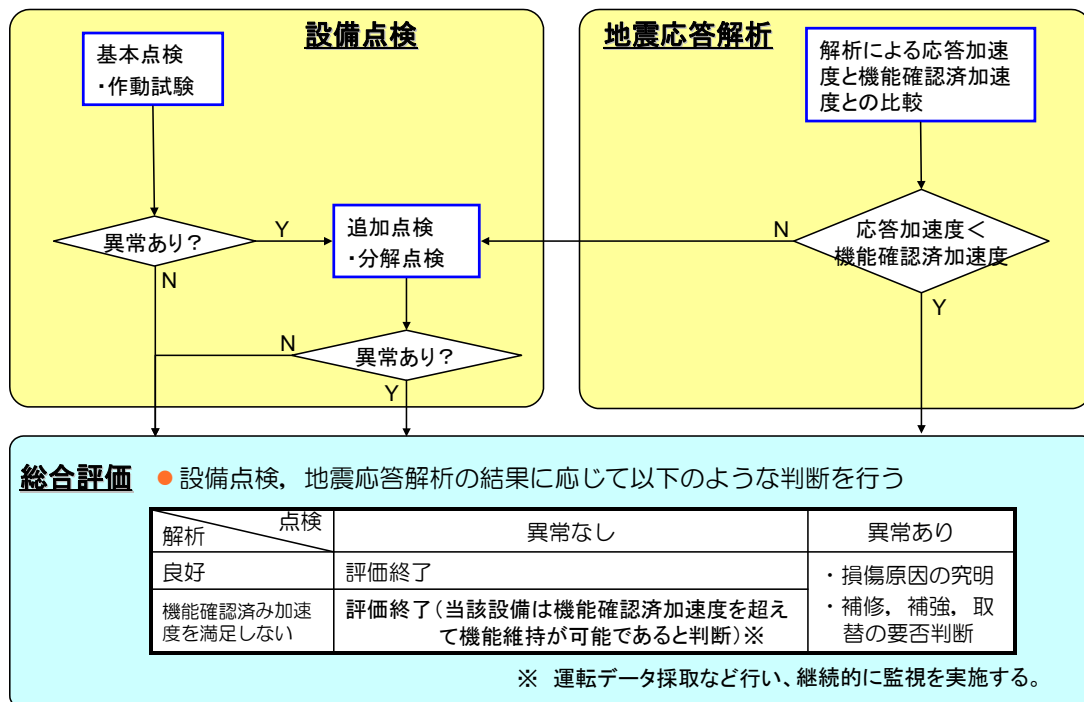 設備点検
基本点検
・作動試験
異常あり？
Y
N
追加点検
・分解点検
異常あり？
N
Y
地震応答解析
解析による応答加速
度と機能確認済加速
度との比較
応答加速度＜
機能確認済加速度
N
Y
総合評価
●設備点検，地震応答解析の結果に応じて以下のような判断を行う
点検
解析
異常なし
異常あり
良好
評価終了
・損傷原因の究明
・補修，補強，取
替の要否判断
機能確認済み加速
度を満足しない
評価終了（当該設備は機能確認済加速度を超え
て機能維持が可能であると判断）※
※ 運転データ採取など行い、継続的に監視を実施する。